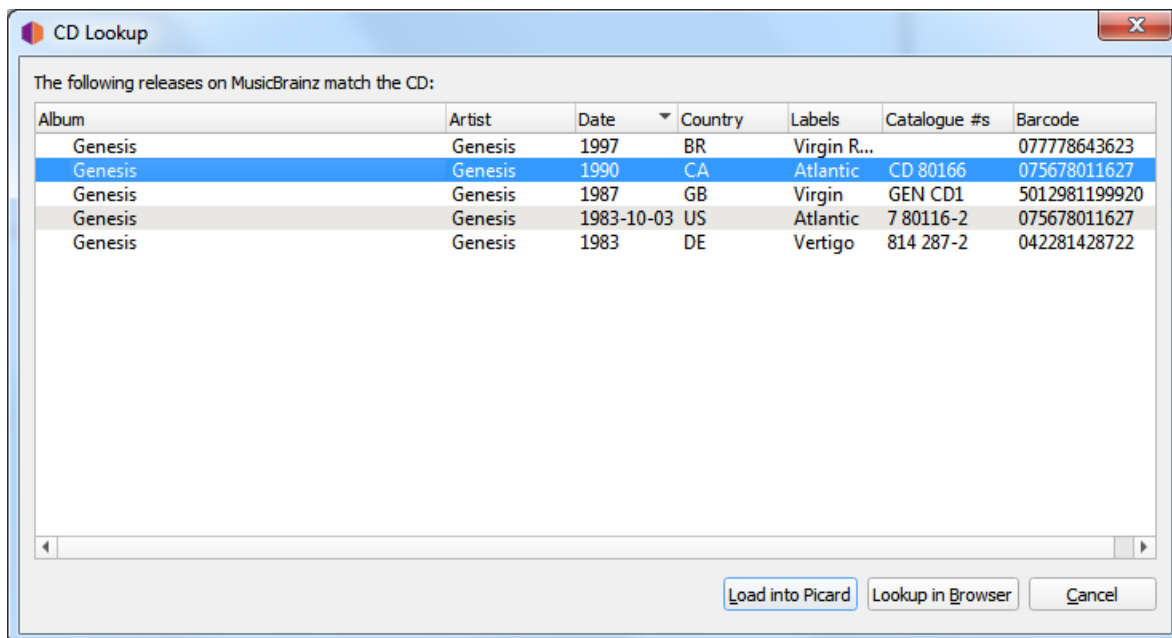 CD Lookup
The following releases on MusicBrainz match the CD:
Album Artist Date Country Labels Catalogue #s Barcode
Genesis Genesis 1997 BR Virgin R... 077778643623
Genesis Genesis 1990 CA Atlantic CD 80166 075678011627
Genesis Genesis 1987 GB Virgin GEN CD1 5012981199920
Genesis Genesis 1983-10-03 US Atlantic 7 80116-2 075678011627
Genesis Genesis 1983 DE Vertigo 814 287-2 042281428722
Load into Picard Lookup in Browser Cancel